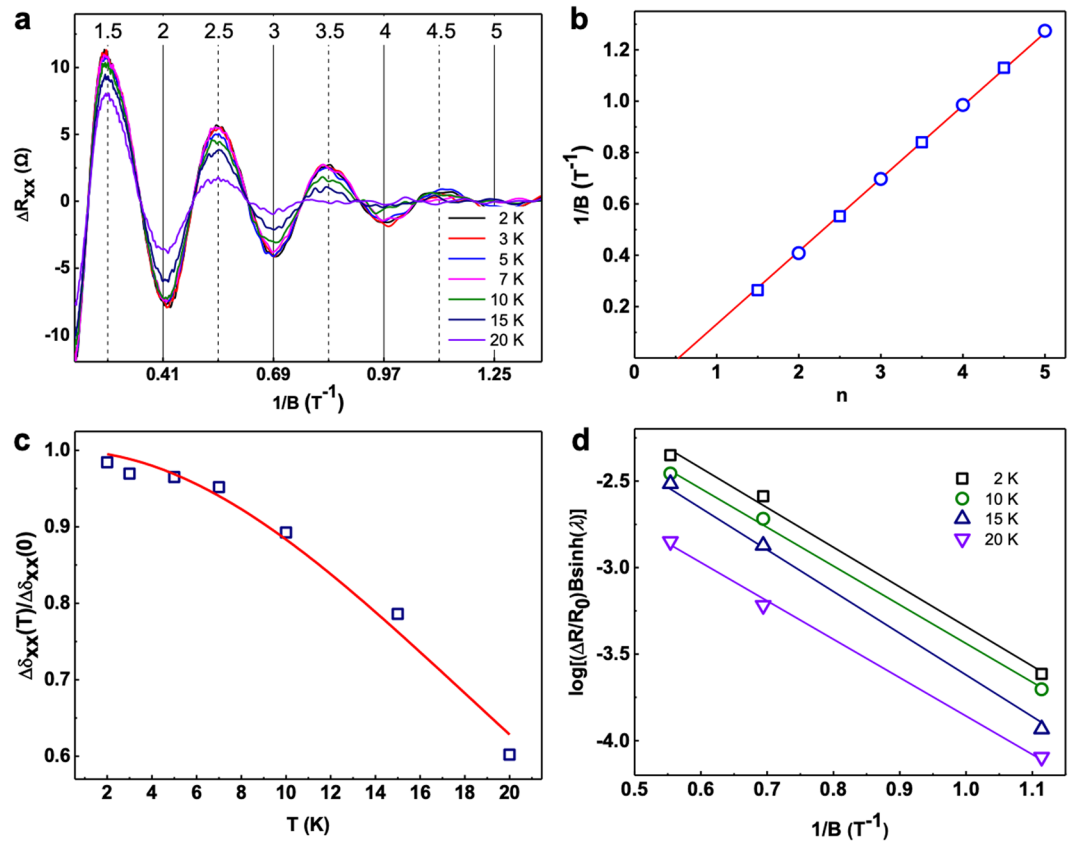 a
1.5 2 2.5 3 3.5 4 4.5 5
10
5
0
-5
-10
ΔRxx (Ω)
2 K
3 K
5 K
7 K
10 K
15 K
20 K
0.41 0.69 0.97 1.25
1/B (T-1)
b
1.2
1.0
0.8
0.6
0.4
0.2
1/B (T-1)
0 1 2 3 4 5
n
c
1.0
0.9
0.8
0.7
0.6
Δδxx(T)/Δδxx(0)
2 4 6 8 10 12 14 16 18 20
T (K)
d
-2.5
-3.0
-3.5
-4.0
log[(ΔR/R0)Bsinh(λ)]
2 K
10 K
15 K
20 K
0.5 0.6 0.7 0.8 0.9 1.0 1.1
1/B (T-1)